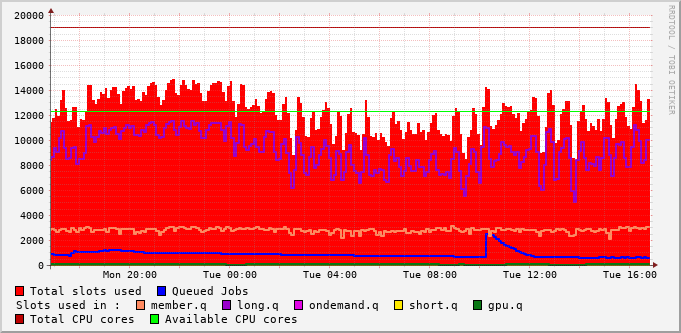 20000
18000
16000
14000
12000
10000
8000
6000
4000
2000
0
Mon 20:00 Tue 00:00 Tue 04:00 Tue 08:00 Tue 12:00 Tue 16:00
RRDTOOL / TOBI OETIKER
Total slots used Queued Jobs
Slots used in : member.q long.q ondemand.q short.q gpu.q
Total CPU cores Available CPU cores